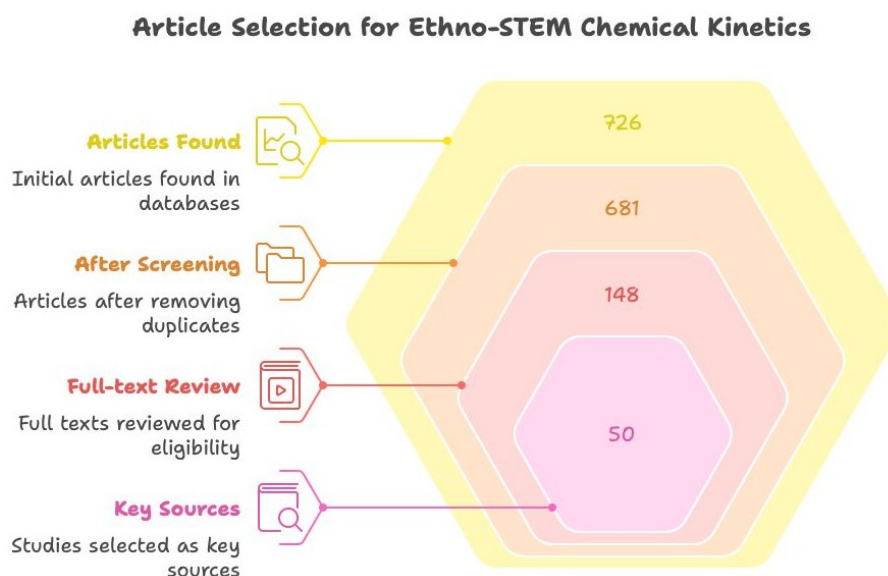 Article Selection for Ethno-STEM Chemical Kinetics
726
Articles Found
Initial articles found in
databases
681
After Screening
Articles after removing
duplicates
148
Full-text Review
Full texts reviewed for
eligibility
50
Key Sources
Studies selected as key
sources